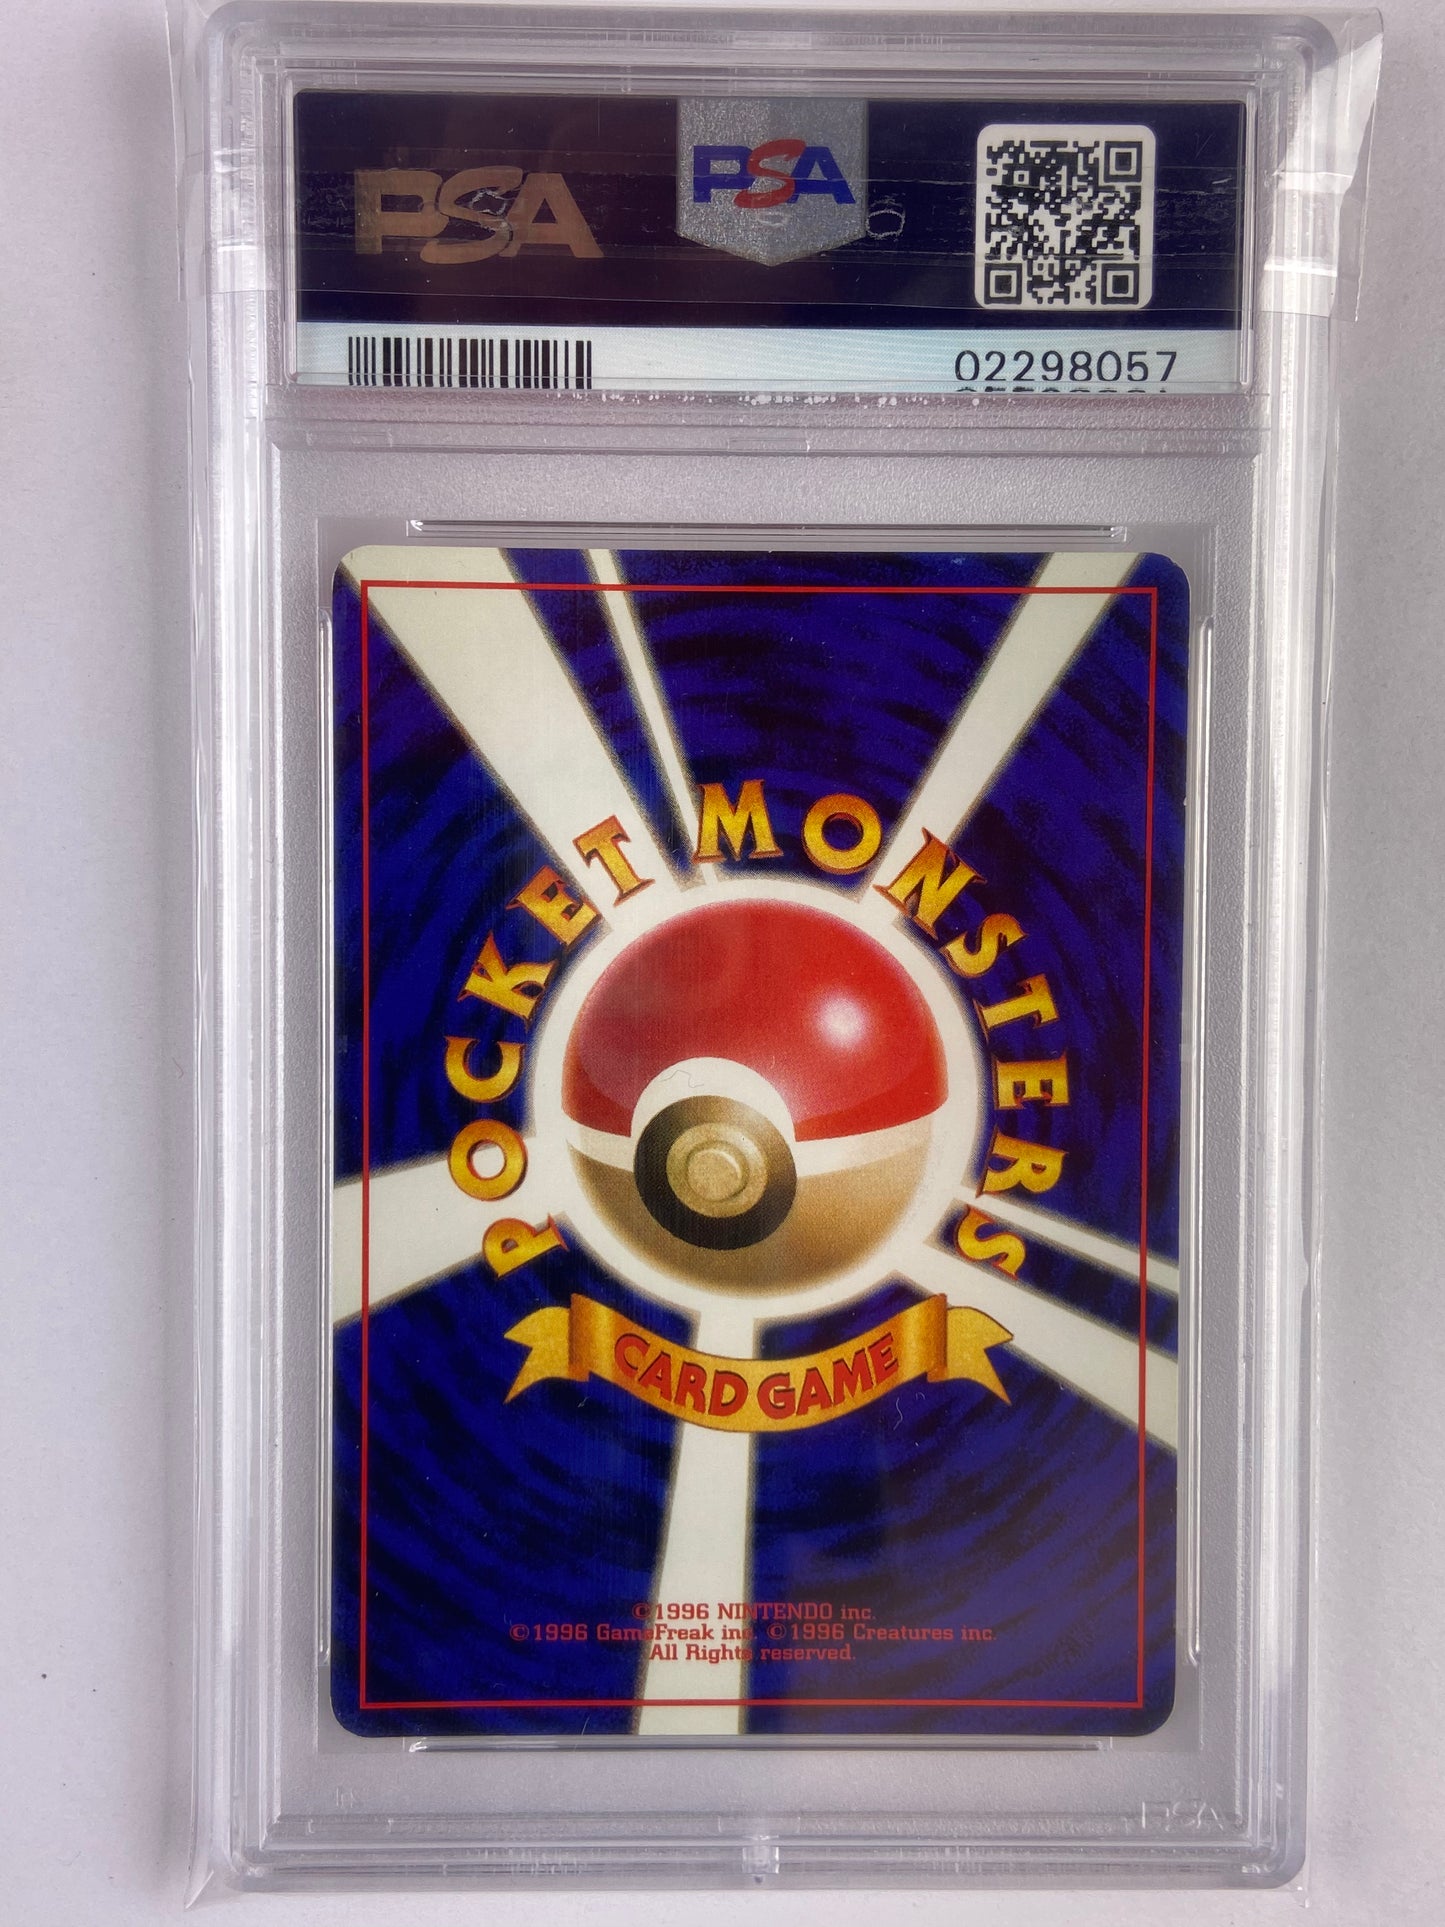 PSA
PSA
02298057
POCKET MONSTERS
CARD GAME
©1996 NINTENDO inc.
©1996 GameFreak inc. ©1996 Creatures inc.
All Rights reserved.
PSA